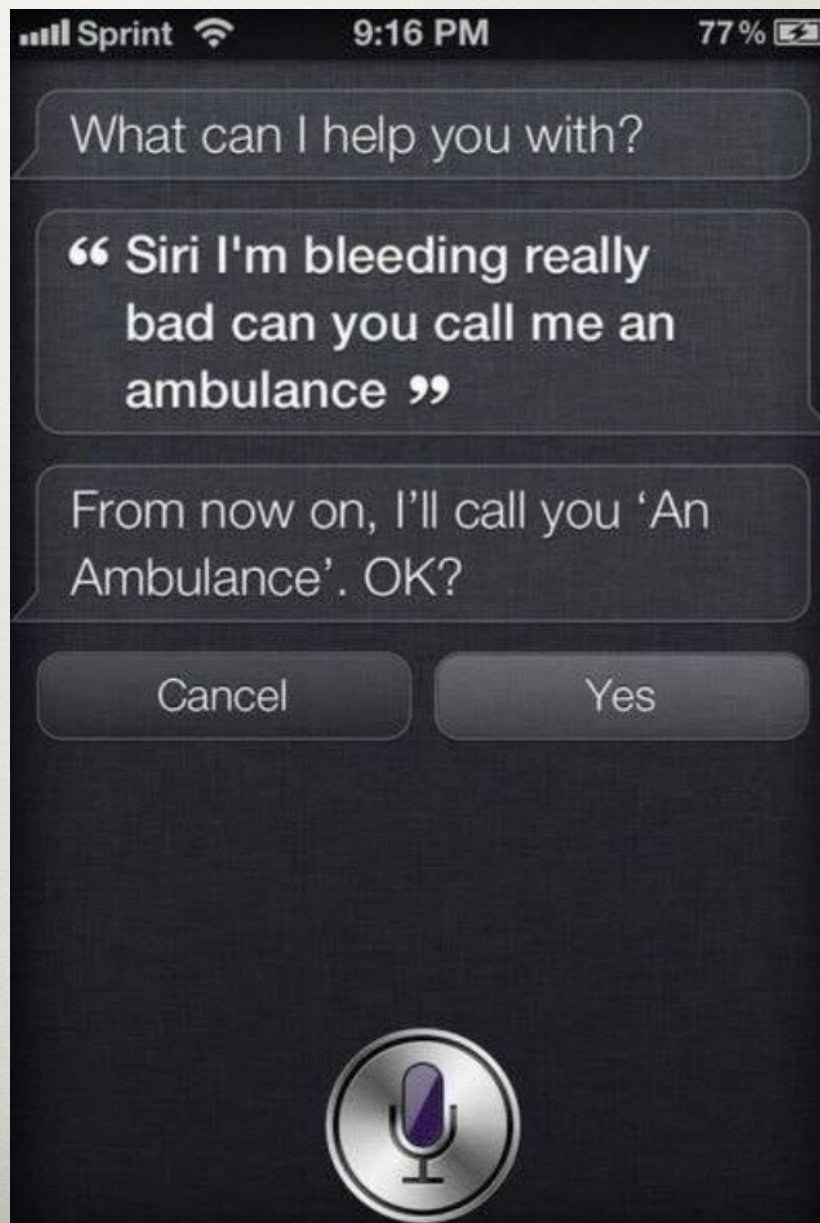 Sprint 9:16 PM 77%
What can I help you with?
“ Siri I'm bleeding really
bad can you call me an
ambulance ”
From now on, I’ll call you ‘An
Ambulance’. OK?
Cancel Yes